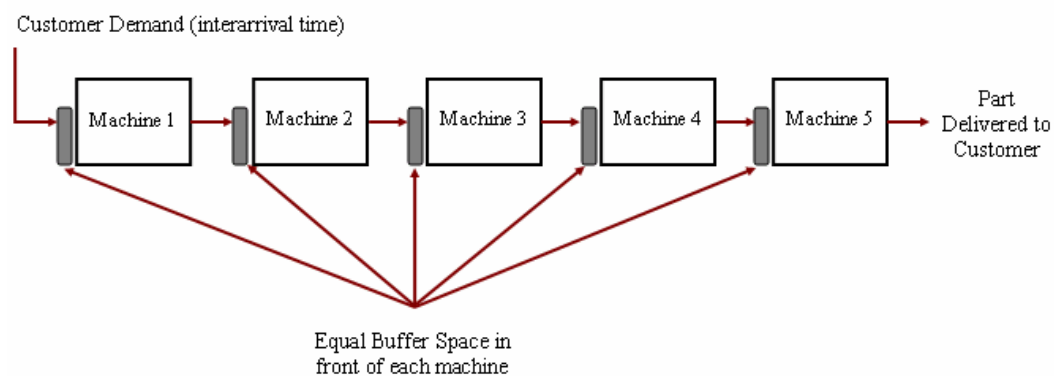 Customer Demand (interarrival time)
Machine 1
Machine 2
Machine 3
Machine 4
Machine 5
Part
Delivered to
Customer
Equal Buffer Space in
front of each machine